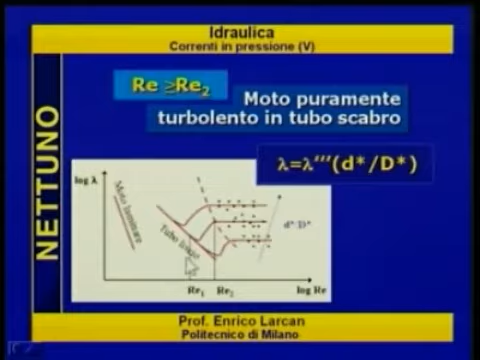 Idraulica
Correnti in pressione (V)
Re ≥Re₂
Moto puramente
turbolento in tubo scabro
λ=λ'''(d*/D*)
NETTUNO
log λ
Moto laminare
Tubo liscio
d*/D*
Re₁
Re₂
log Re
Prof. Enrico Larcan
Politecnico di Milano